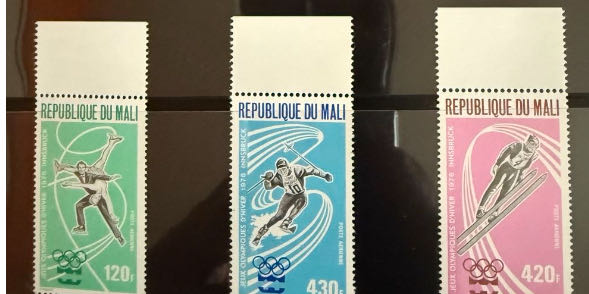 REPUBLIQUE DU MALI
JEUX OLYMPIQUES D'HIVER 1976 INNSBRUCK
POSTE AERIENNE
120F
REPUBLIQUE DU MALI
JEUX OLYMPIQUES D'HIVER 1976 INNSBRUCK
POSTE AERIENNE
10
430F
REPUBLIQUE DU MALI
JEUX OLYMPIQUES D'HIVER 1976 INNSBRUCK
POSTE AERIENNE
420F